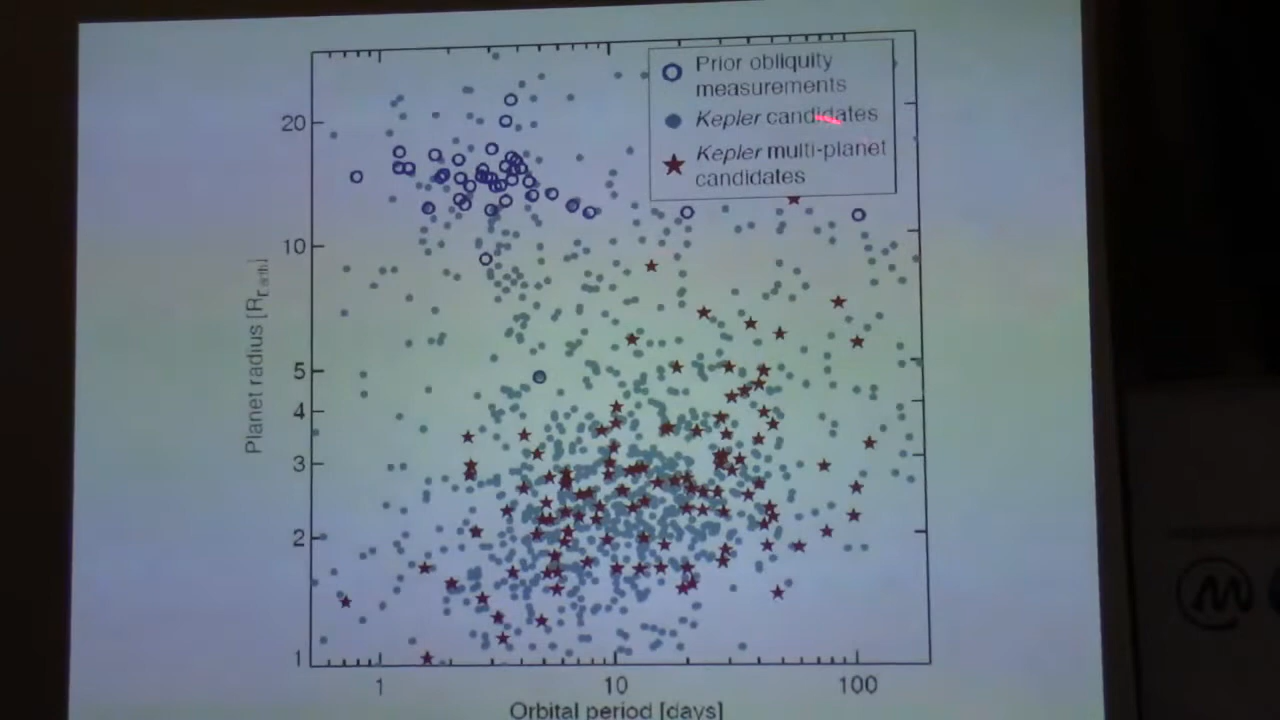 Prior obliquity
measurements
Kepler candidates
Kepler multi-planet
candidates
20
10
5
4
3
2
1
Planet radius [R_Earth]
1
10
100
Orbital period [days]